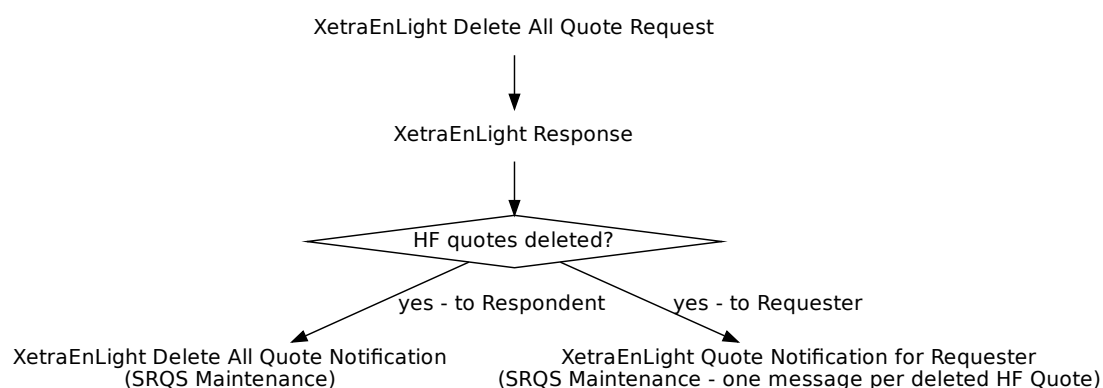 XetraEnLight Delete All Quote Request
XetraEnLight Response
HF quotes deleted?
yes - to Respondent
yes - to Requester
XetraEnLight Delete All Quote Notification
(SRQS Maintenance)
XetraEnLight Quote Notification for Requester
(SRQS Maintenance - one message per deleted HF Quote)